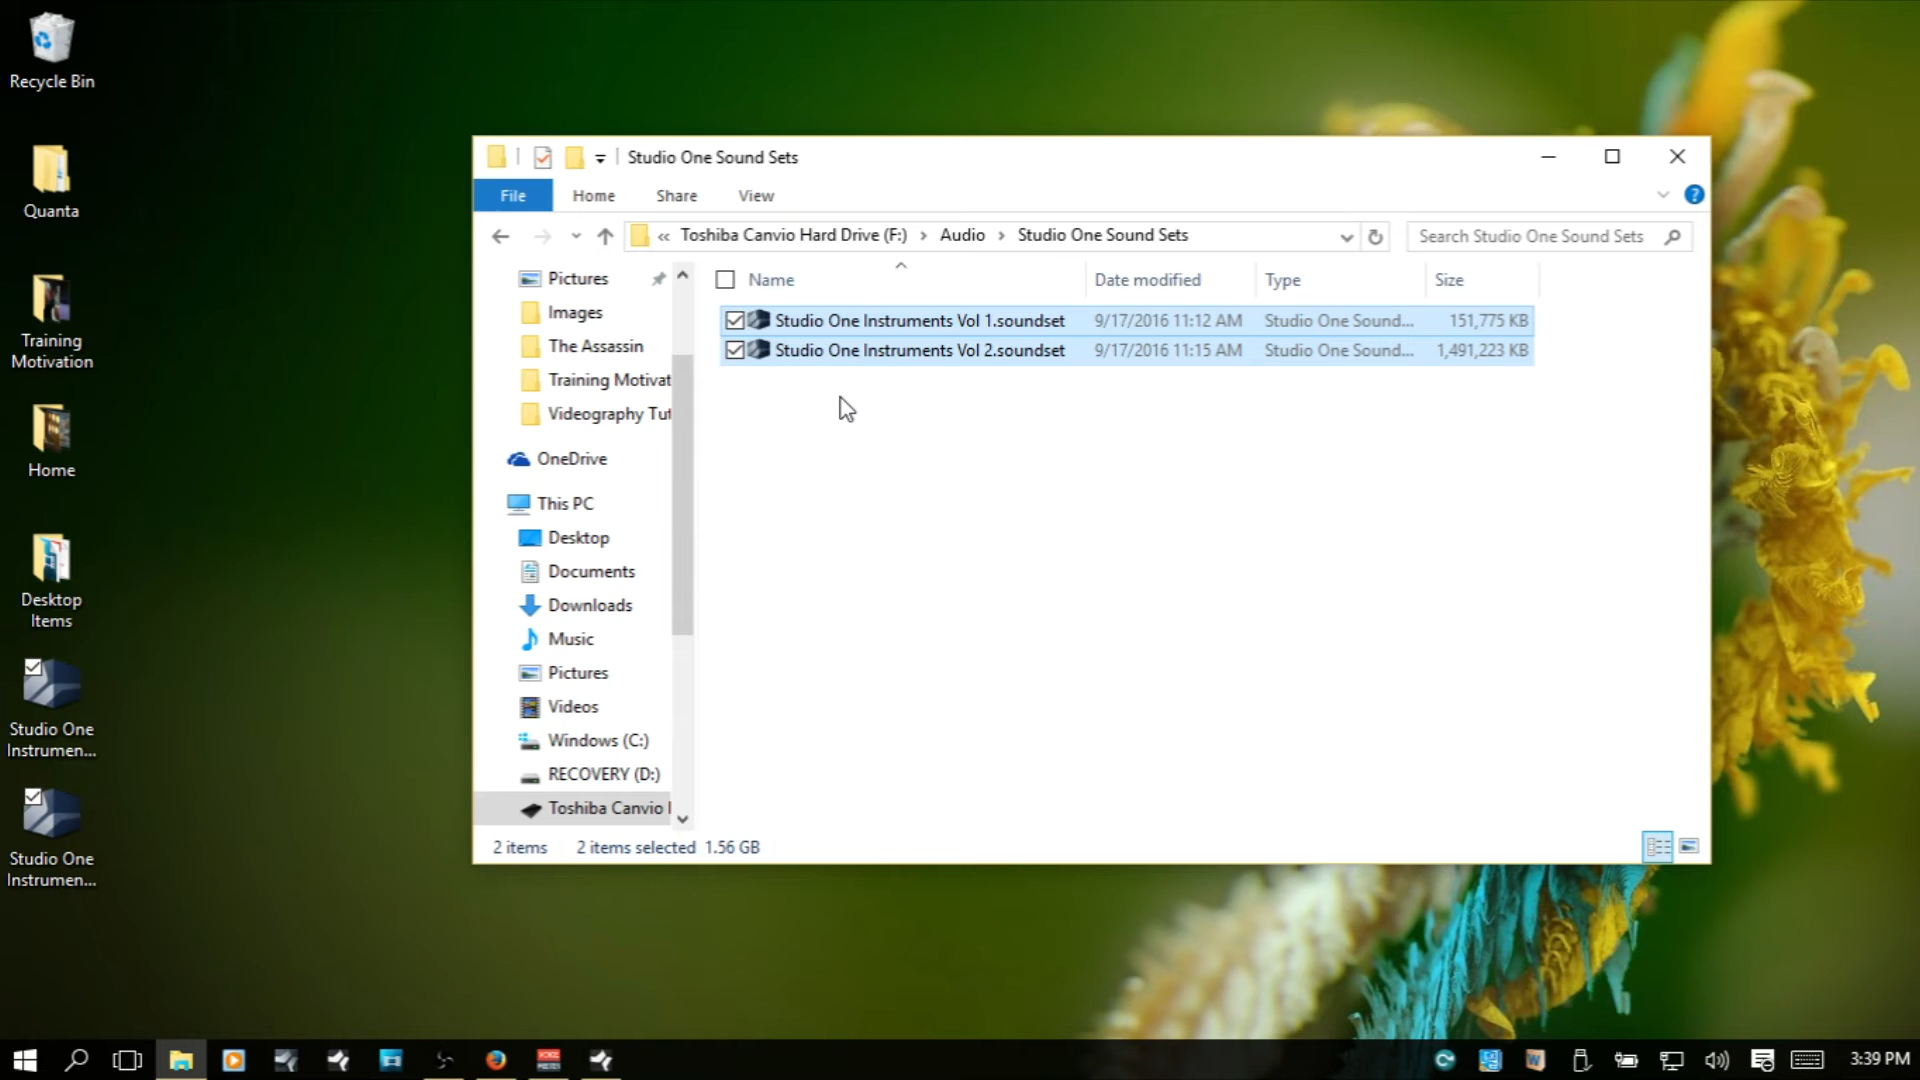 Recycle Bin
Quanta
Training
Motivation
Home
Desktop
Items
Studio One
Instrumen...
Studio One
Instrumen...
Studio One Sound Sets
File Home Share View
« Toshiba Canvio Hard Drive (F:) › Audio › Studio One Sound Sets
Search Studio One Sound Sets
Pictures
Images
The Assassin
Training Motivat
Videography Tut
OneDrive
This PC
Desktop
Documents
Downloads
Music
Pictures
Videos
Windows (C:)
RECOVERY (D:)
Toshiba Canvio
Name Date modified Type Size
Studio One Instruments Vol 1.soundset 9/17/2016 11:12 AM Studio One Sound... 151,775 KB
Studio One Instruments Vol 2.soundset 9/17/2016 11:15 AM Studio One Sound... 1,491,223 KB
2 items 2 items selected 1.56 GB
3:39 PM